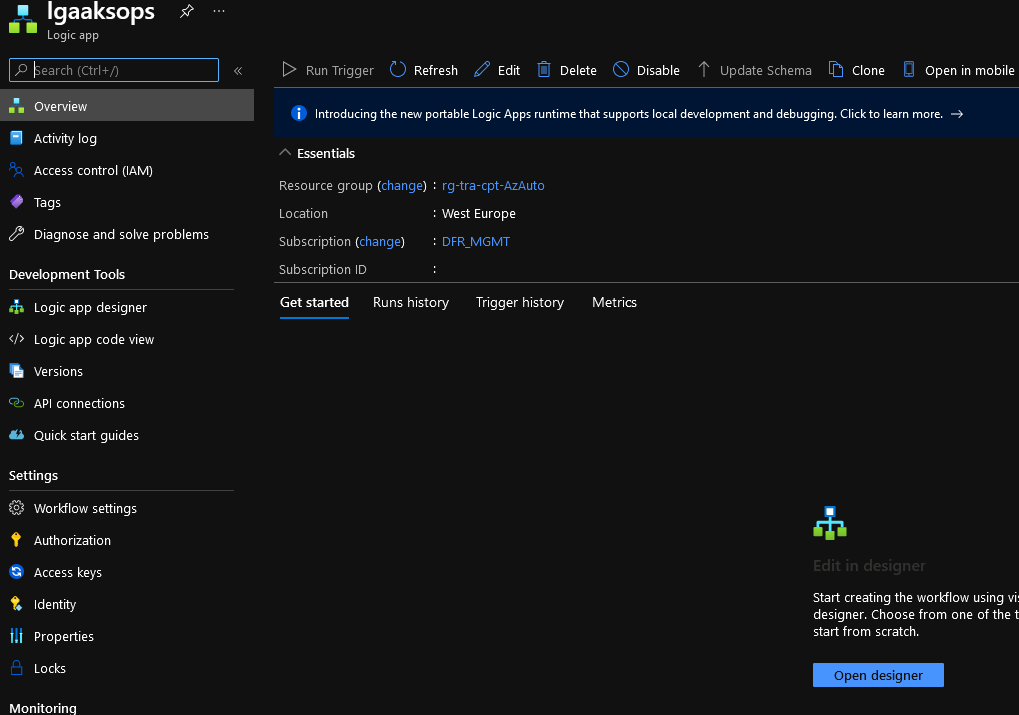 lgaaksops
Logic app
Search (Ctrl+/)
Overview
Activity log
Access control (IAM)
Tags
Diagnose and solve problems
Development Tools
Logic app designer
Logic app code view
Versions
API connections
Quick start guides
Settings
Workflow settings
Authorization
Access keys
Identity
Properties
Locks
Monitoring
Run Trigger Refresh Edit Delete Disable Update Schema Clone Open in mobile
Introducing the new portable Logic Apps runtime that supports local development and debugging. Click to learn more. →
Essentials
Resource group (change) : rg-tra-cpt-AzAuto
Location : West Europe
Subscription (change) : DFR_MGMT
Subscription ID :
Get started Runs history Trigger history Metrics
Edit in designer
Start creating the workflow using
designer. Choose from one of the
start from scratch.
Open designer